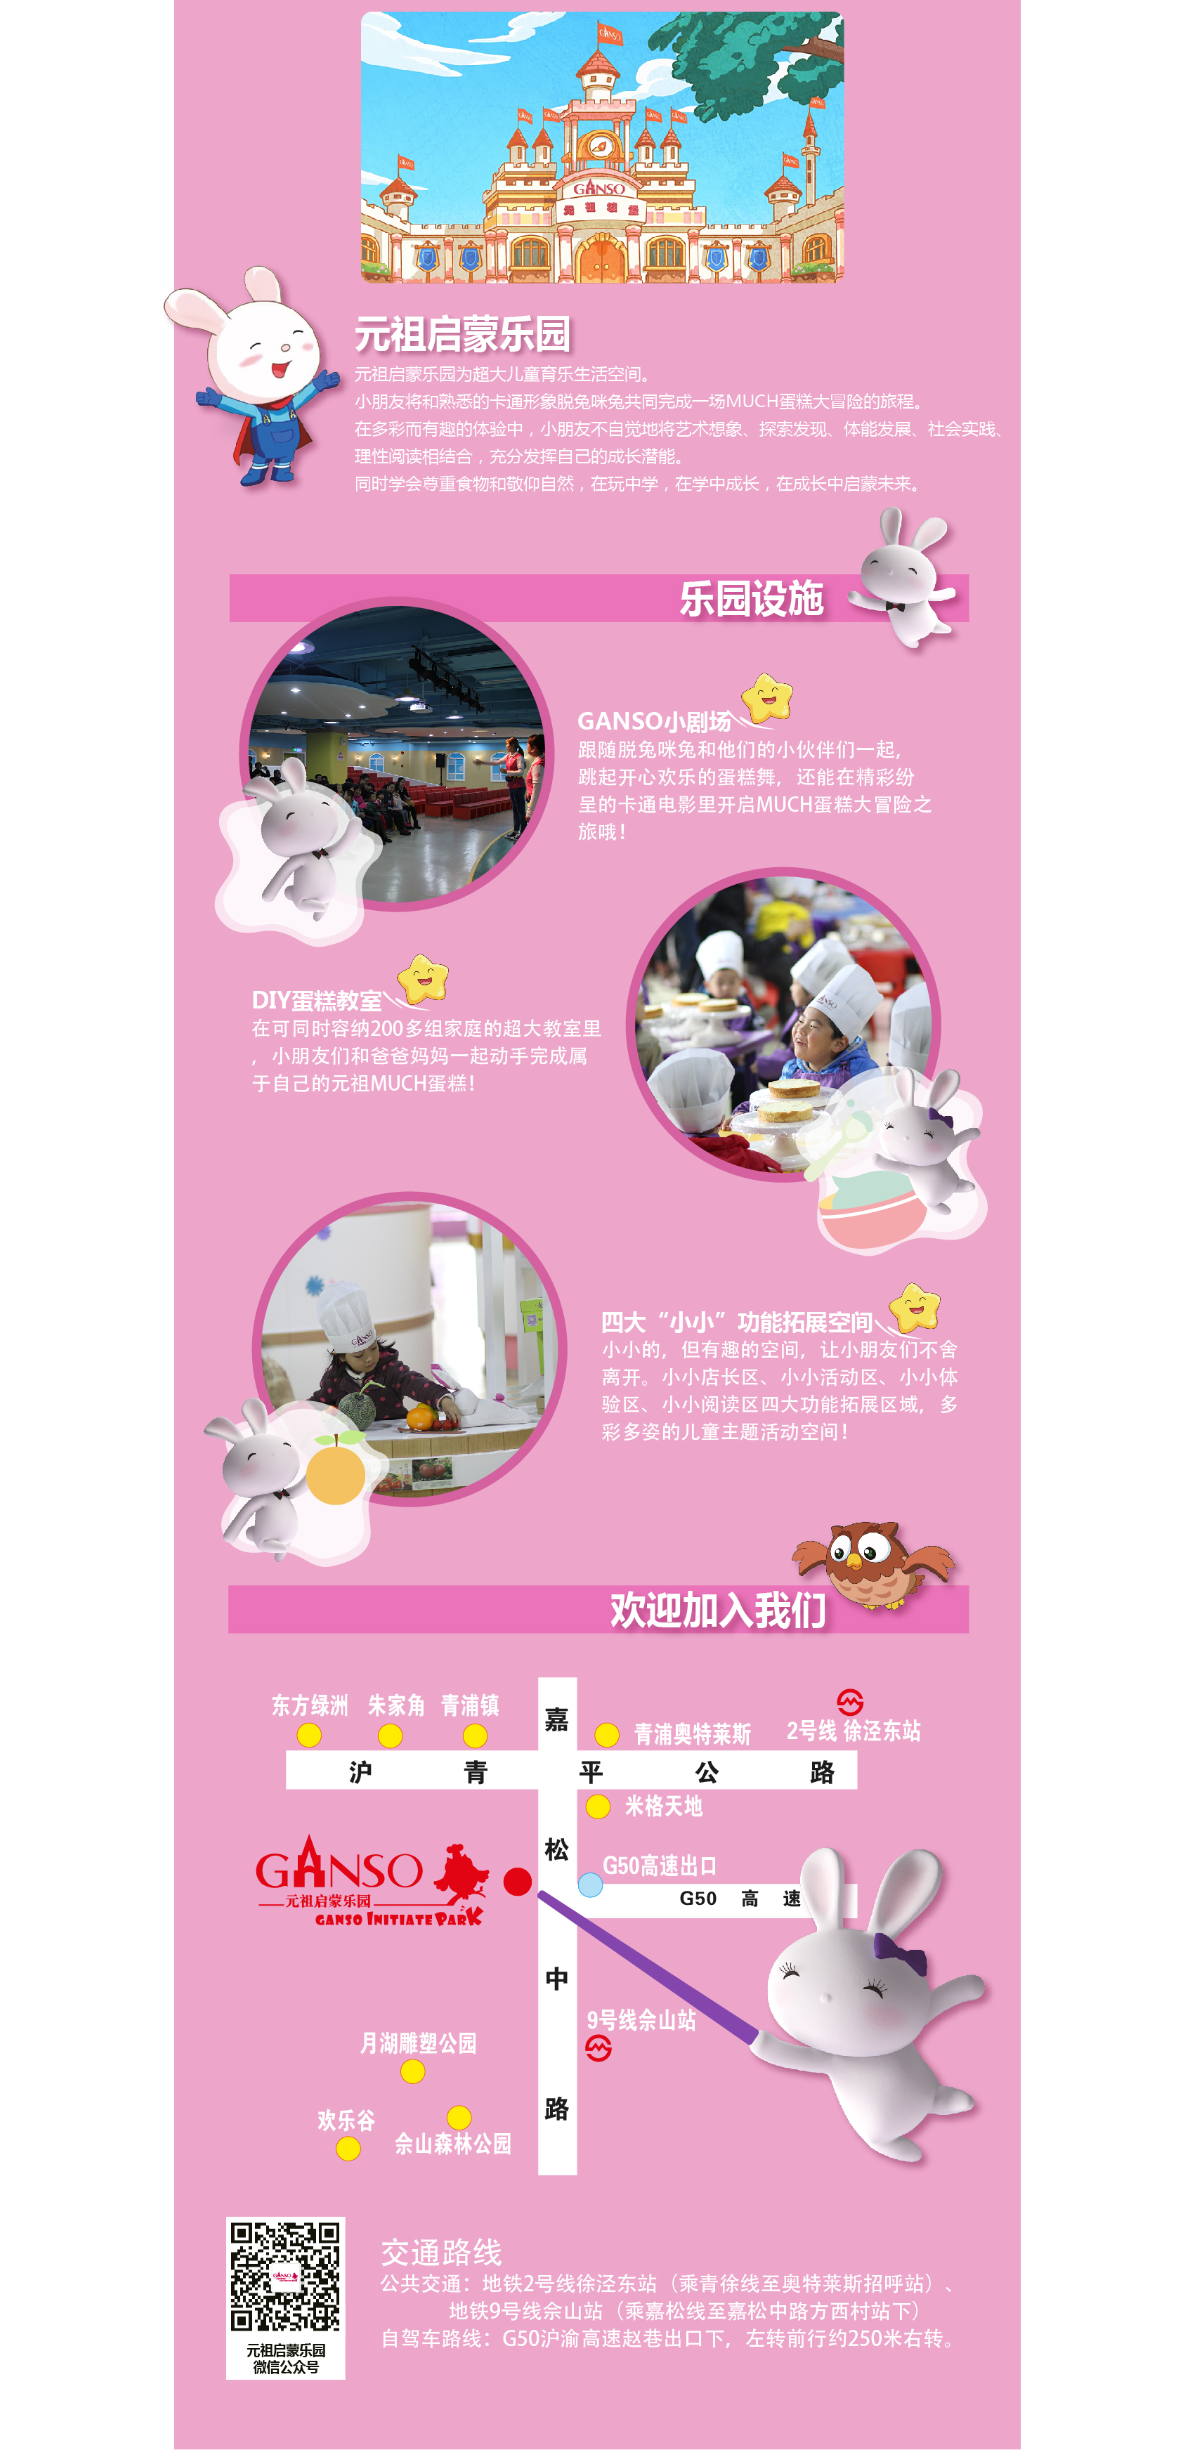 GANSO
GANSO
GANSO
GANSO
GANSO
GANSO
元祖城堡
元祖启蒙乐园
元祖启蒙乐园为超大儿童育乐生活空间。
小朋友将和熟悉的卡通形象脱兔咪兔共同完成一场MUCH蛋糕大冒险的旅程。
在多彩而有趣的体验中，小朋友不自觉地将艺术想象、探索发现、体能发展、社会实践、
理性阅读相结合，充分发挥自己的成长潜能。
同时学会尊重食物和敬仰自然，在玩中学，在学中成长，在成长中启蒙未来。
乐园设施
GANSO小剧场
跟随脱兔咪兔和他们的小伙伴们一起,
跳起开心欢乐的蛋糕舞，还能在精彩纷
呈的卡通电影里开启MUCH蛋糕大冒险之
旅哦！
GANSO
DIY蛋糕教室
在可同时容纳200多组家庭的超大教室里
，小朋友们和爸爸妈妈一起动手完成属
于自己的元祖MUCH蛋糕！
GANSO
四大“小小”功能拓展空间
小小的，但有趣的空间，让小朋友们不舍
离开。小小店长区、小小活动区、小小体
验区、小小阅读区四大功能拓展区域，多
彩多姿的儿童主题活动空间！
欢迎加入我们
东方绿洲 朱家角 青浦镇
青浦奥特莱斯
2号线 徐泾东站
沪青平公路
嘉松中路
米格天地
G50高速出口
G50 高 速
GANSO
元祖启蒙乐园
GANSO INITIATE PARK
9号线佘山站
月湖雕塑公园
欢乐谷
佘山森林公园
交通路线
公共交通：地铁2号线徐泾东站（乘青徐线至奥特莱斯招呼站）、
地铁9号线佘山站（乘嘉松线至嘉松中路方西村站下）
自驾车路线：G50沪渝高速赵巷出口下，左转前行约250米右转。
元祖启蒙乐园
微信公众号